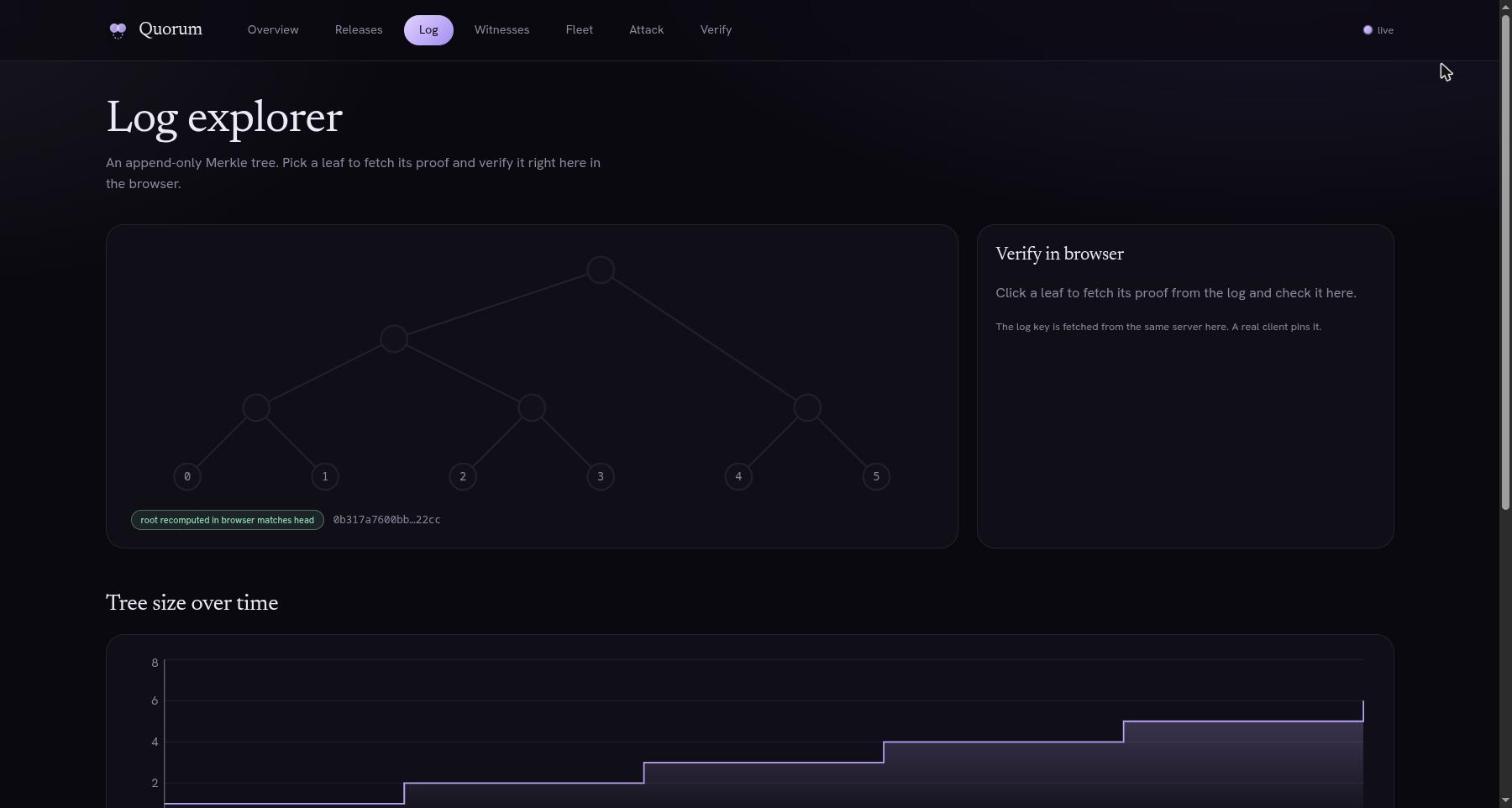 Quorum
Overview
Releases
Log
Witnesses
Fleet
Attack
Verify
live
Log explorer
An append-only Merkle tree. Pick a leaf to fetch its proof and verify it right here in
the browser.
0
1
2
3
4
5
root recomputed in browser matches head
0b317a7600bb…22cc
Verify in browser
Click a leaf to fetch its proof from the log and check it here.
The log key is fetched from the same server here. A real client pins it.
Tree size over time
8
6
4
2